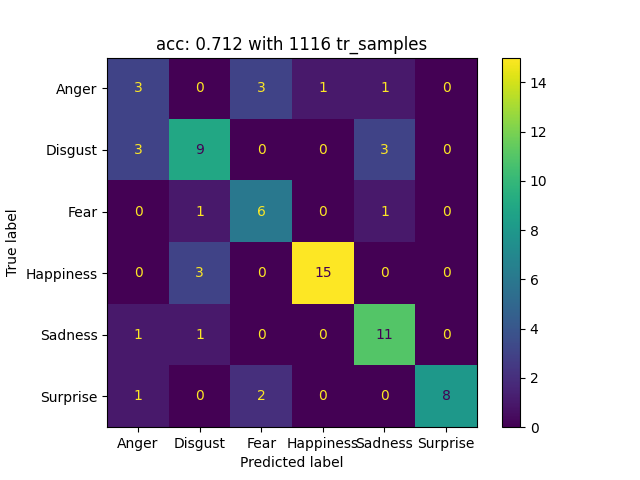 acc: 0.712 with 1116 tr_samples
True label
Anger 3 0 3 1 1 0
Disgust 3 9 0 0 3 0
Fear 0 1 6 0 1 0
Happiness 0 3 0 15 0 0
Sadness 1 1 0 0 11 0
Surprise 1 0 2 0 0 8
Anger Disgust Fear Happiness Sadness Surprise
Predicted label
14
12
10
8
6
4
2
0